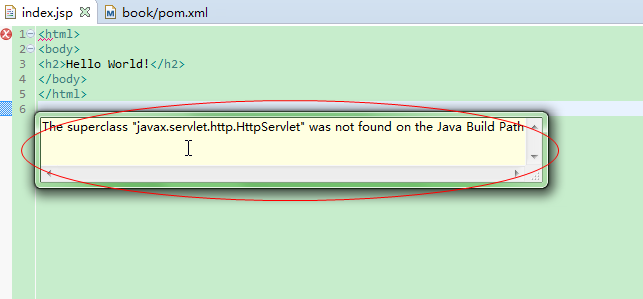 index.jsp
book/pom.xml
1 <html>
2 <body>
3 <h2>Hello World!</h2>
4 </body>
5 </html>
6
The superclass "javax.servlet.http.HttpServlet" was not found on the Java Build Path